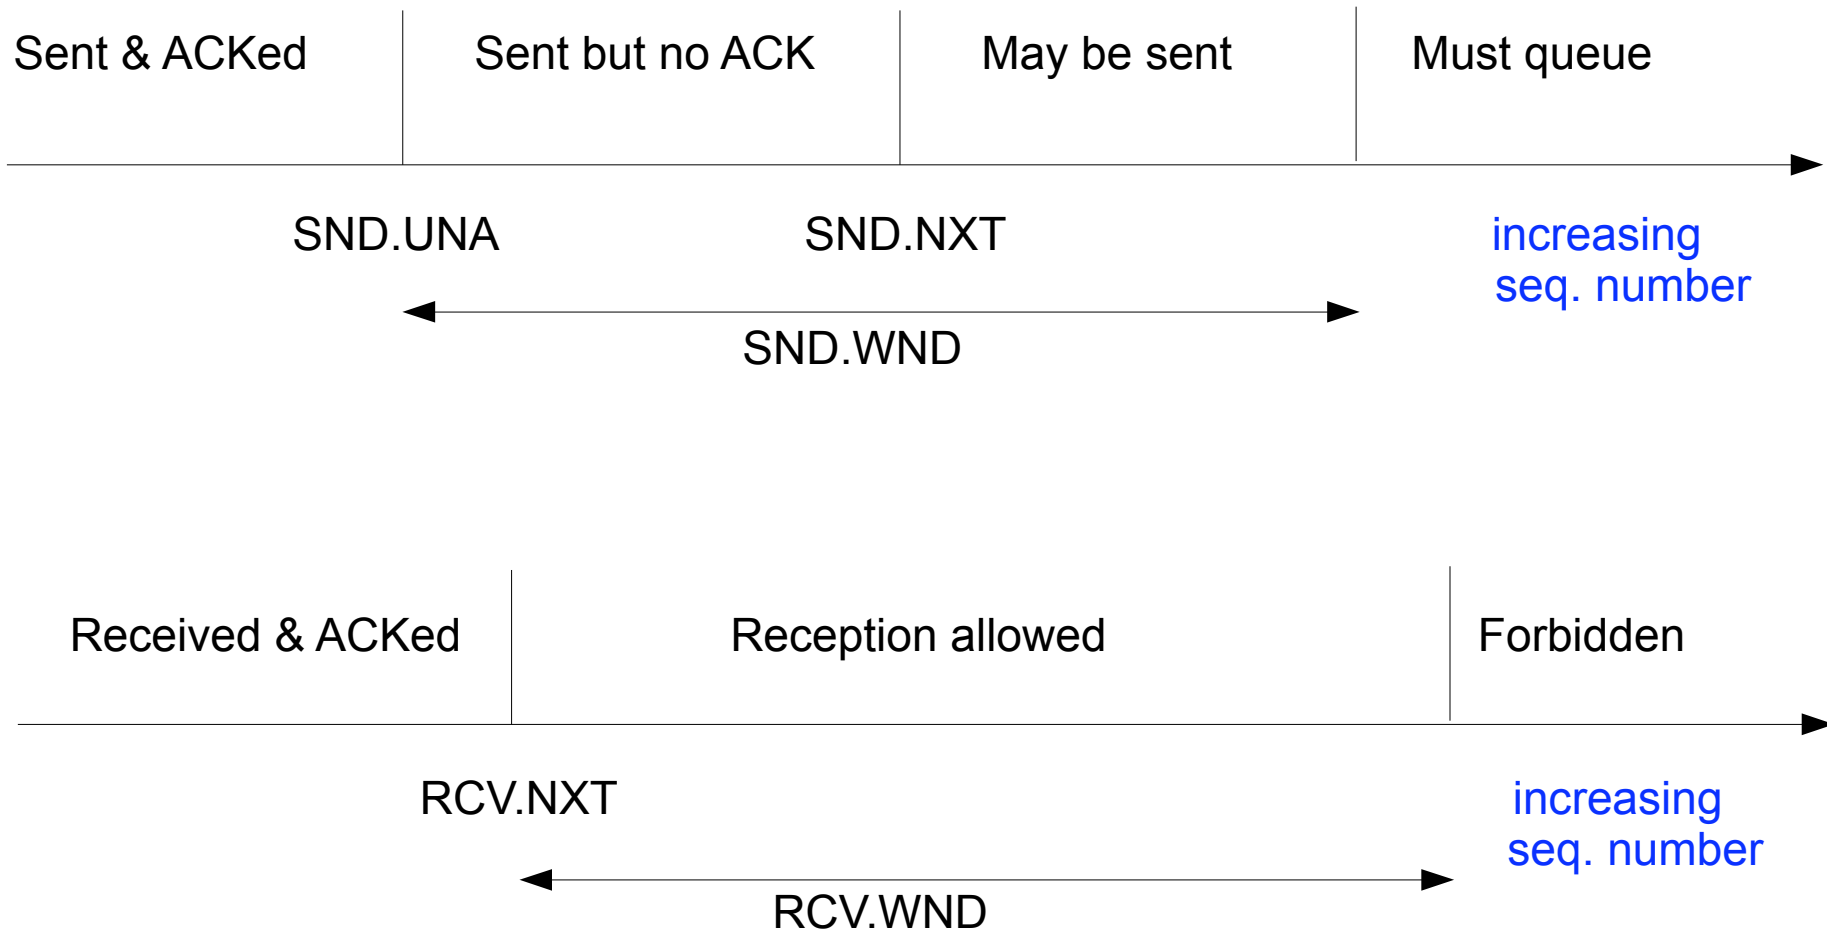 Sent & ACKed
Sent but no ACK
May be sent
Must queue
SND.UNA
SND.NXT
increasing
seq. number
SND.WND
Received & ACKed
Reception allowed
Forbidden
RCV.NXT
increasing
seq. number
RCV.WND